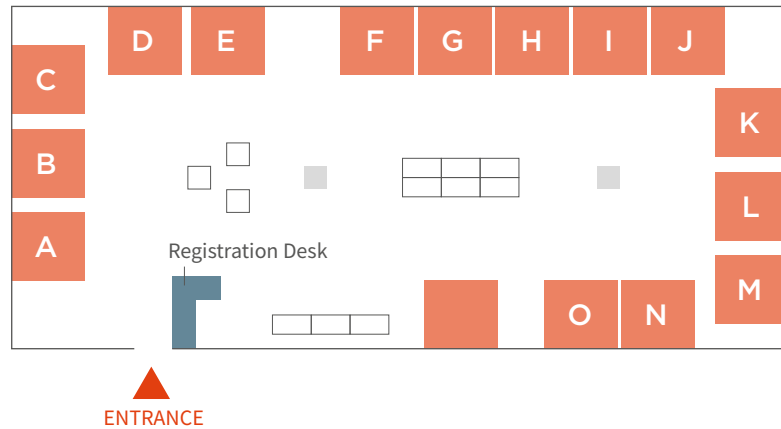 D E F G H I J
C
K
B
L
A
Registration Desk
M
O N
ENTRANCE